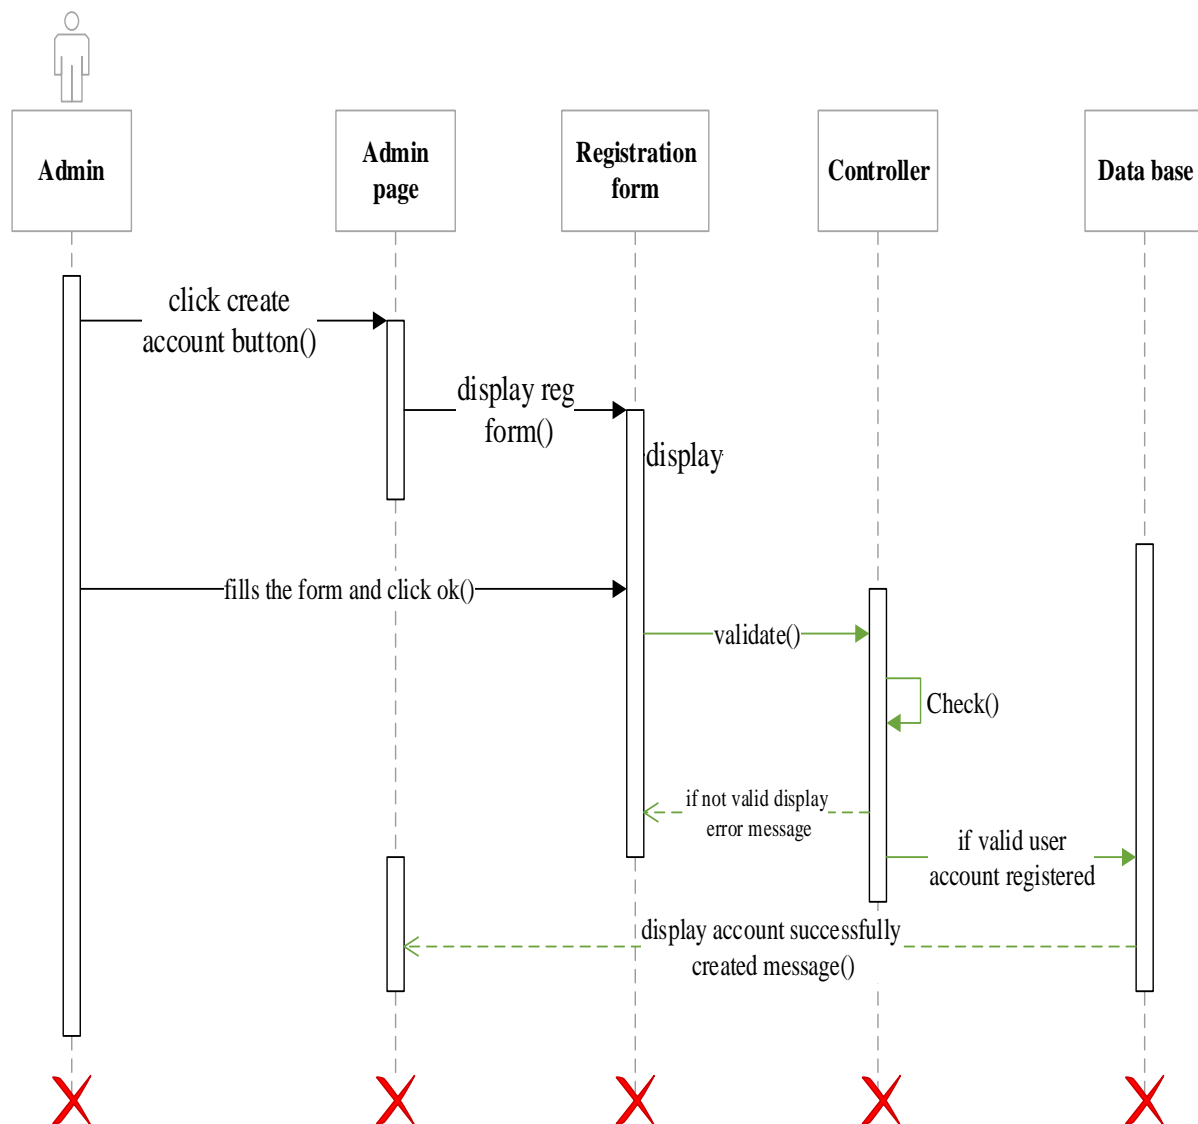 Admin
Admin
page
Registration
form
Controller
Data base
click create
account button()
display reg
form()
display
fills the form and click ok()
validate()
Check()
if not valid display
error message
if valid user
account registered
display account successfully
created message()